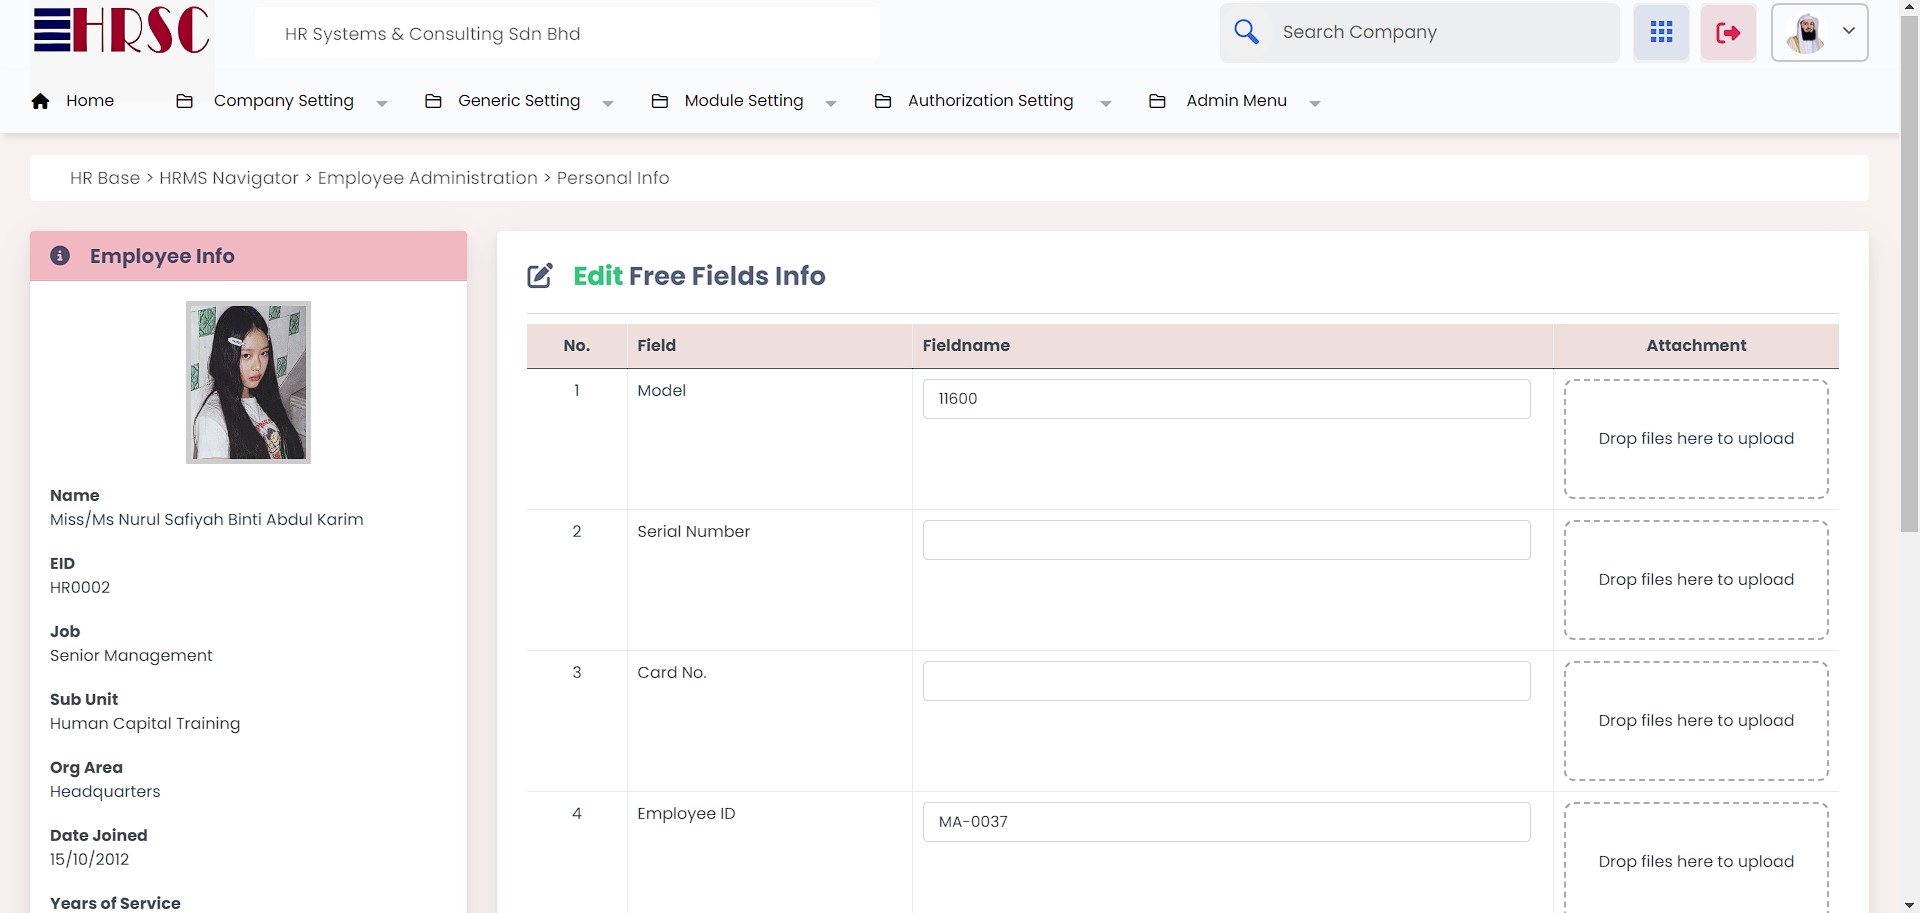 HRSC
HR Systems & Consulting Sdn Bhd
Search Company
Home
Company Setting
Generic Setting
Module Setting
Authorization Setting
Admin Menu
HR Base > HRMS Navigator > Employee Administration > Personal Info
Employee Info
Name
Miss/Ms Nurul Safiyah Binti Abdul Karim
EID
HR0002
Job
Senior Management
Sub Unit
Human Capital Training
Org Area
Headquarters
Date Joined
15/10/2012
Years of Service
Edit Free Fields Info
No. Field Fieldname Attachment
1 Model 11600 Drop files here to upload
2 Serial Number Drop files here to upload
3 Card No. Drop files here to upload
4 Employee ID MA-0037 Drop files here to upload